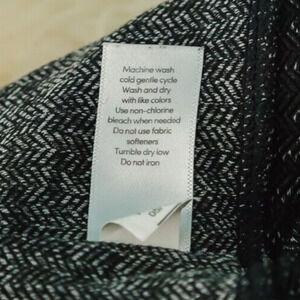 Machine wash
cold gentle cycle
Wash and dry
with like colors
Use non-chlorine
bleach when needed
Do not use fabric
softeners
Tumble dry low
Do not iron